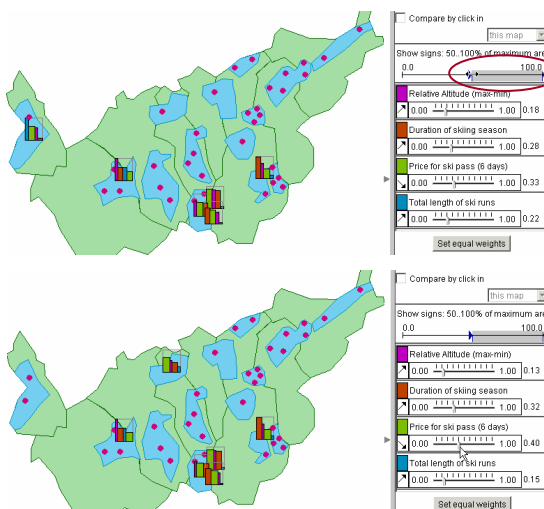 Compare by click in
this map
Show signs: 50..100% of maximum are
0.0 100.0
Relative Altitude (max-min)
0.00 1.00 0.18
Duration of skiing season
0.00 1.00 0.28
Price for ski pass (6 days)
0.00 1.00 0.33
Total length of ski runs
0.00 1.00 0.22
Set equal weights
Compare by click in
this map
Show signs: 50..100% of maximum are
0.0 100.0
Relative Altitude (max-min)
0.00 1.00 0.13
Duration of skiing season
0.00 1.00 0.32
Price for ski pass (6 days)
0.00 1.00 0.40
Total length of ski runs
0.00 1.00 0.15
Set equal weights